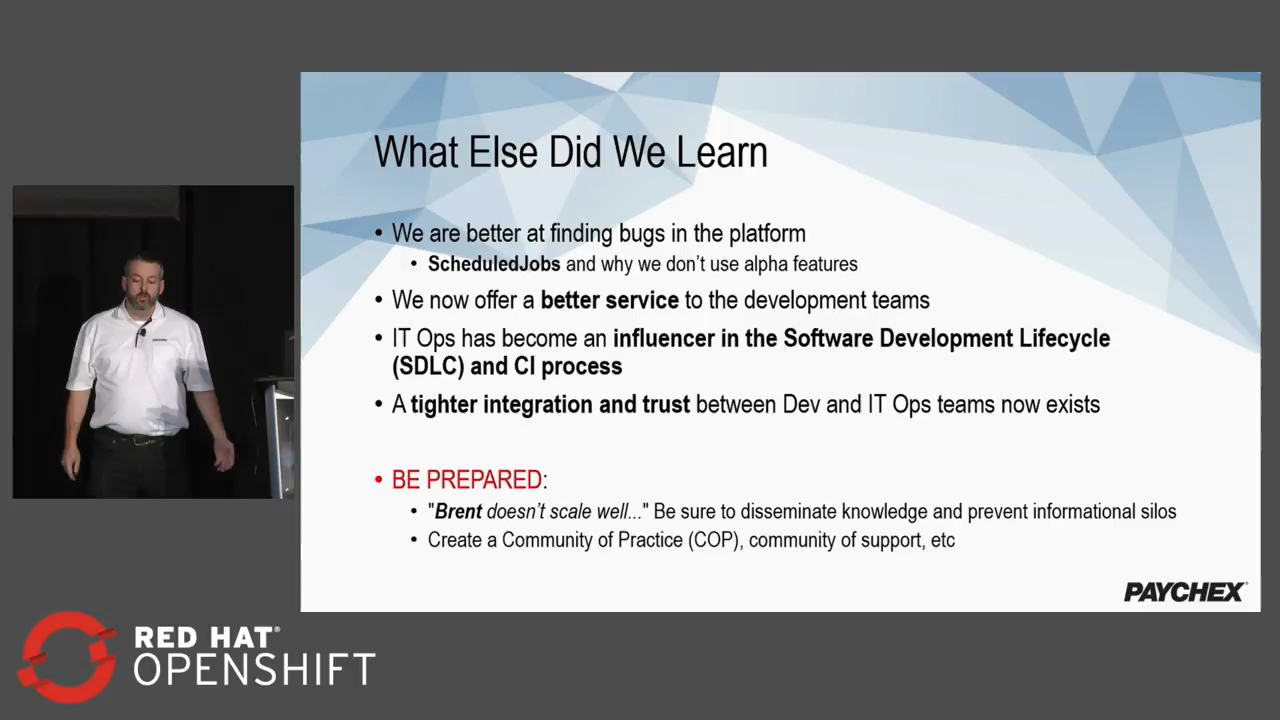 What Else Did We Learn
• We are better at finding bugs in the platform
• ScheduledJobs and why we don't use alpha features
• We now offer a better service to the development teams
• IT Ops has become an influencer in the Software Development Lifecycle
(SDLC) and CI process
• A tighter integration and trust between Dev and IT Ops teams now exists
• BE PREPARED:
• "Brent doesn't scale well..." Be sure to disseminate knowledge and prevent informational silos
• Create a Community of Practice (COP), community of support, etc
PAYCHEX®
RED HAT®
OPENSHIFT